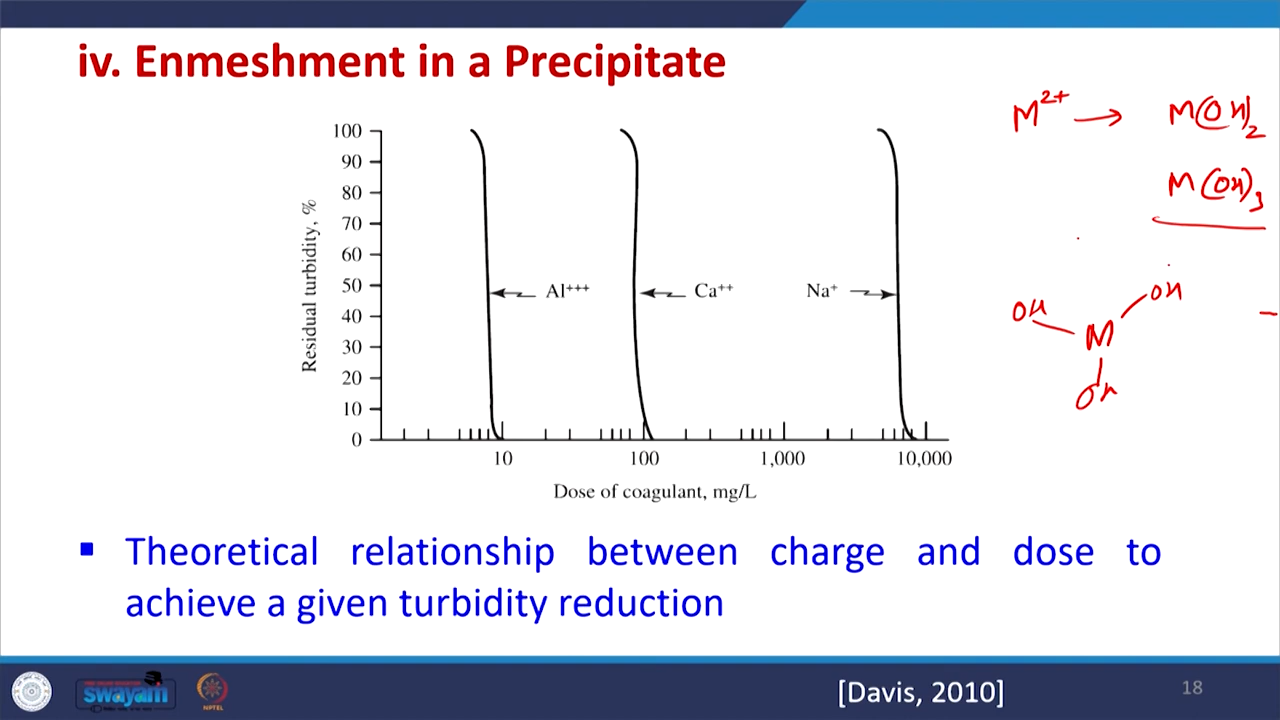 iv. Enmeshment in a Precipitate
M²⁺ → M(OH)₂
M(OH)₃
100
90
80
70
60
50
40
30
20
10
0
Residual turbidity, %
Al+++
Ca++
Na+
OH
OH
M
OH
10
100
1,000
10,000
Dose of coagulant, mg/L
▪ Theoretical relationship between charge and dose to
achieve a given turbidity reduction
swayam
NPTEL
[Davis, 2010]
18